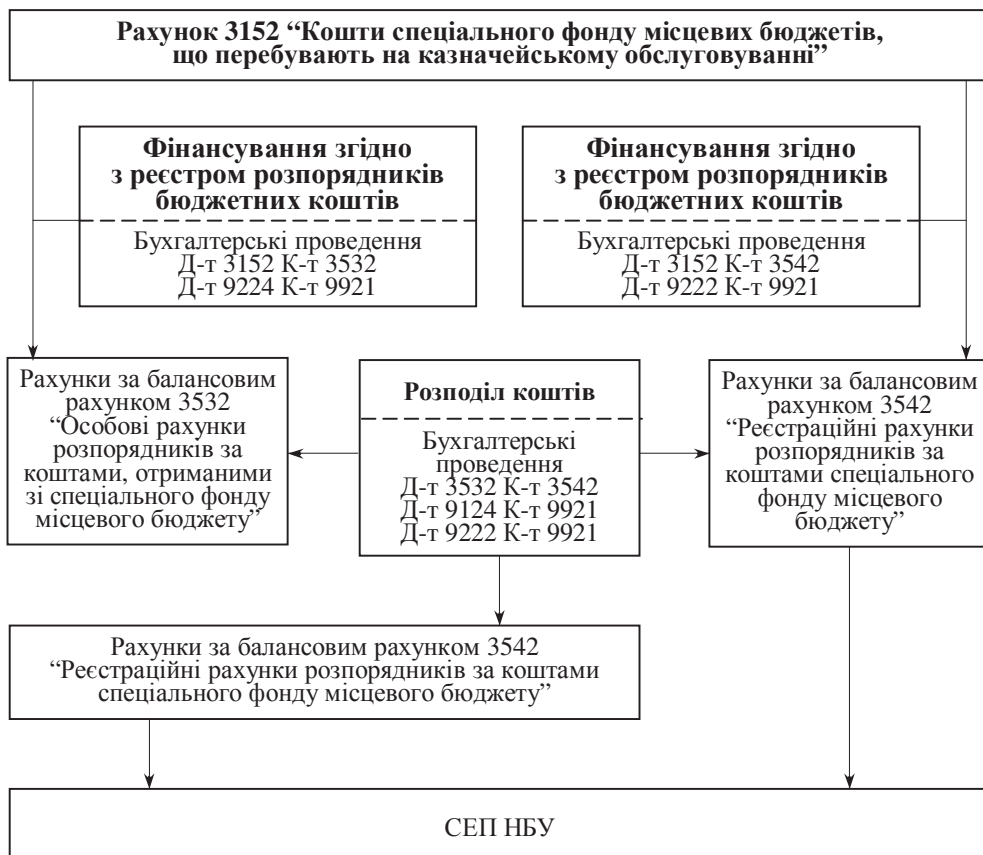 Рахунок 3152 “Кошти спеціального фонду місцевих бюджетів,
що перебувають на казначейському обслуговуванні”
Фінансування згідно
з реєстром розпорядників
бюджетних коштів
Бухгалтерські проведення
Д-т 3152 К-т 3532
Д-т 9224 К-т 9921
Фінансування згідно
з реєстром розпорядників
бюджетних коштів
Бухгалтерські проведення
Д-т 3152 К-т 3542
Д-т 9222 К-т 9921
Рахунки за балансовим
рахунком 3532
“Особові рахунки
розпорядників за
коштами, отриманими
зі спеціального фонду
місцевого бюджету”
Розподіл коштів
Бухгалтерські
проведення
Д-т 3532 К-т 3542
Д-т 9124 К-т 9921
Д-т 9222 К-т 9921
Рахунки за балансовим
рахунком 3542
“Реєстраційні рахунки
розпорядників за
коштами спеціального
фонду місцевого
бюджету”
Рахунки за балансовим рахунком 3542
“Реєстраційні рахунки розпорядників за коштами
спеціального фонду місцевого бюджету”
СЕП НБУ